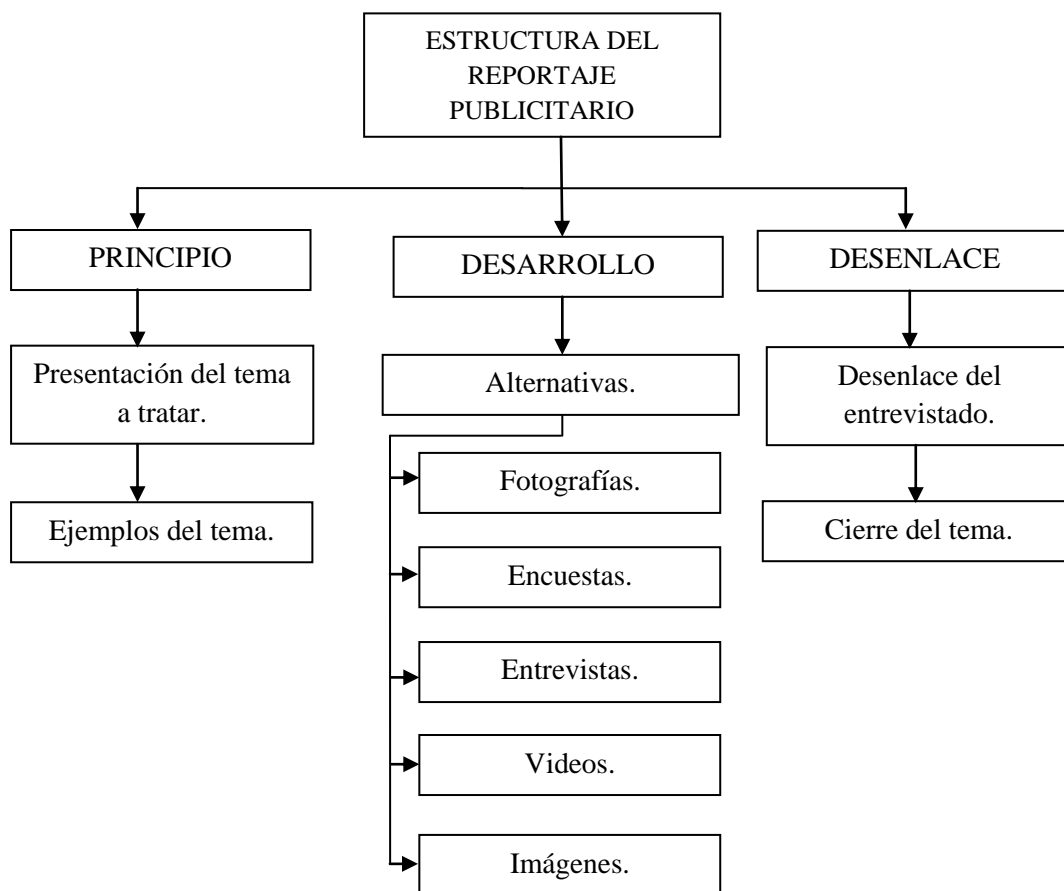 ESTRUCTURA DEL
REPORTAJE
PUBLICITARIO
PRINCIPIO
DESARROLLO
DESENLACE
Presentación del tema
a tratar.
Alternativas.
Desenlace del
entrevistado.
Ejemplos del tema.
Fotografías.
Cierre del tema.
Encuestas.
Entrevistas.
Videos.
Imágenes.